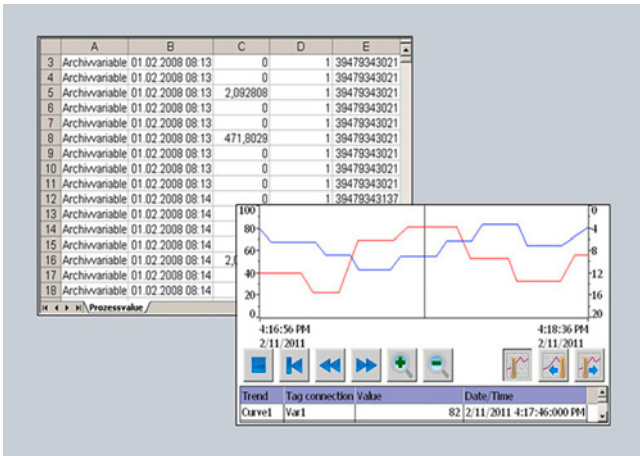 A B C D E
3 Archivvariable 01.02.2008 08:13 0 1 39479343021
4 Archivvariable 01.02.2008 08:13 0 1 39479343021
5 Archivvariable 01.02.2008 08:13 2,092808 1 39479343021
6 Archivvariable 01.02.2008 08:13 0 1 39479343021
7 Archivvariable 01.02.2008 08:13 0 1 39479343021
8 Archivvariable 01.02.2008 08:13 471,8029 1 39479343021
9 Archivvariable 01.02.2008 08:13 0 1 39479343021
10 Archivvariable 01.02.2008 08:13 0 1 39479343021
11 Archivvariable 01.02.2008 08:13 0 1 39479343021
12 Archivvariable 01.02.2008 08:14 0 1 39479343137
13 Archivvariable 01.02.2008 08:14
14 Archivvariable 01.02.2008 08:14
15 Archivvariable 01.02.2008 08:14
16 Archivvariable 01.02.2008 08:14
17 Archivvariable 01.02.2008 08:14
18 Archivvariable 01.02.2008 08:14
Prozessvalue
100 0
80 4
60 8
40 12
20 16
0 20
4:16:56 PM 4:18:36 PM
2/11/2011 2/11/2011
Trend Tag connection Value Date/Time
Curve1 Var1 82 2/11/2011 4:17:46:000 PM